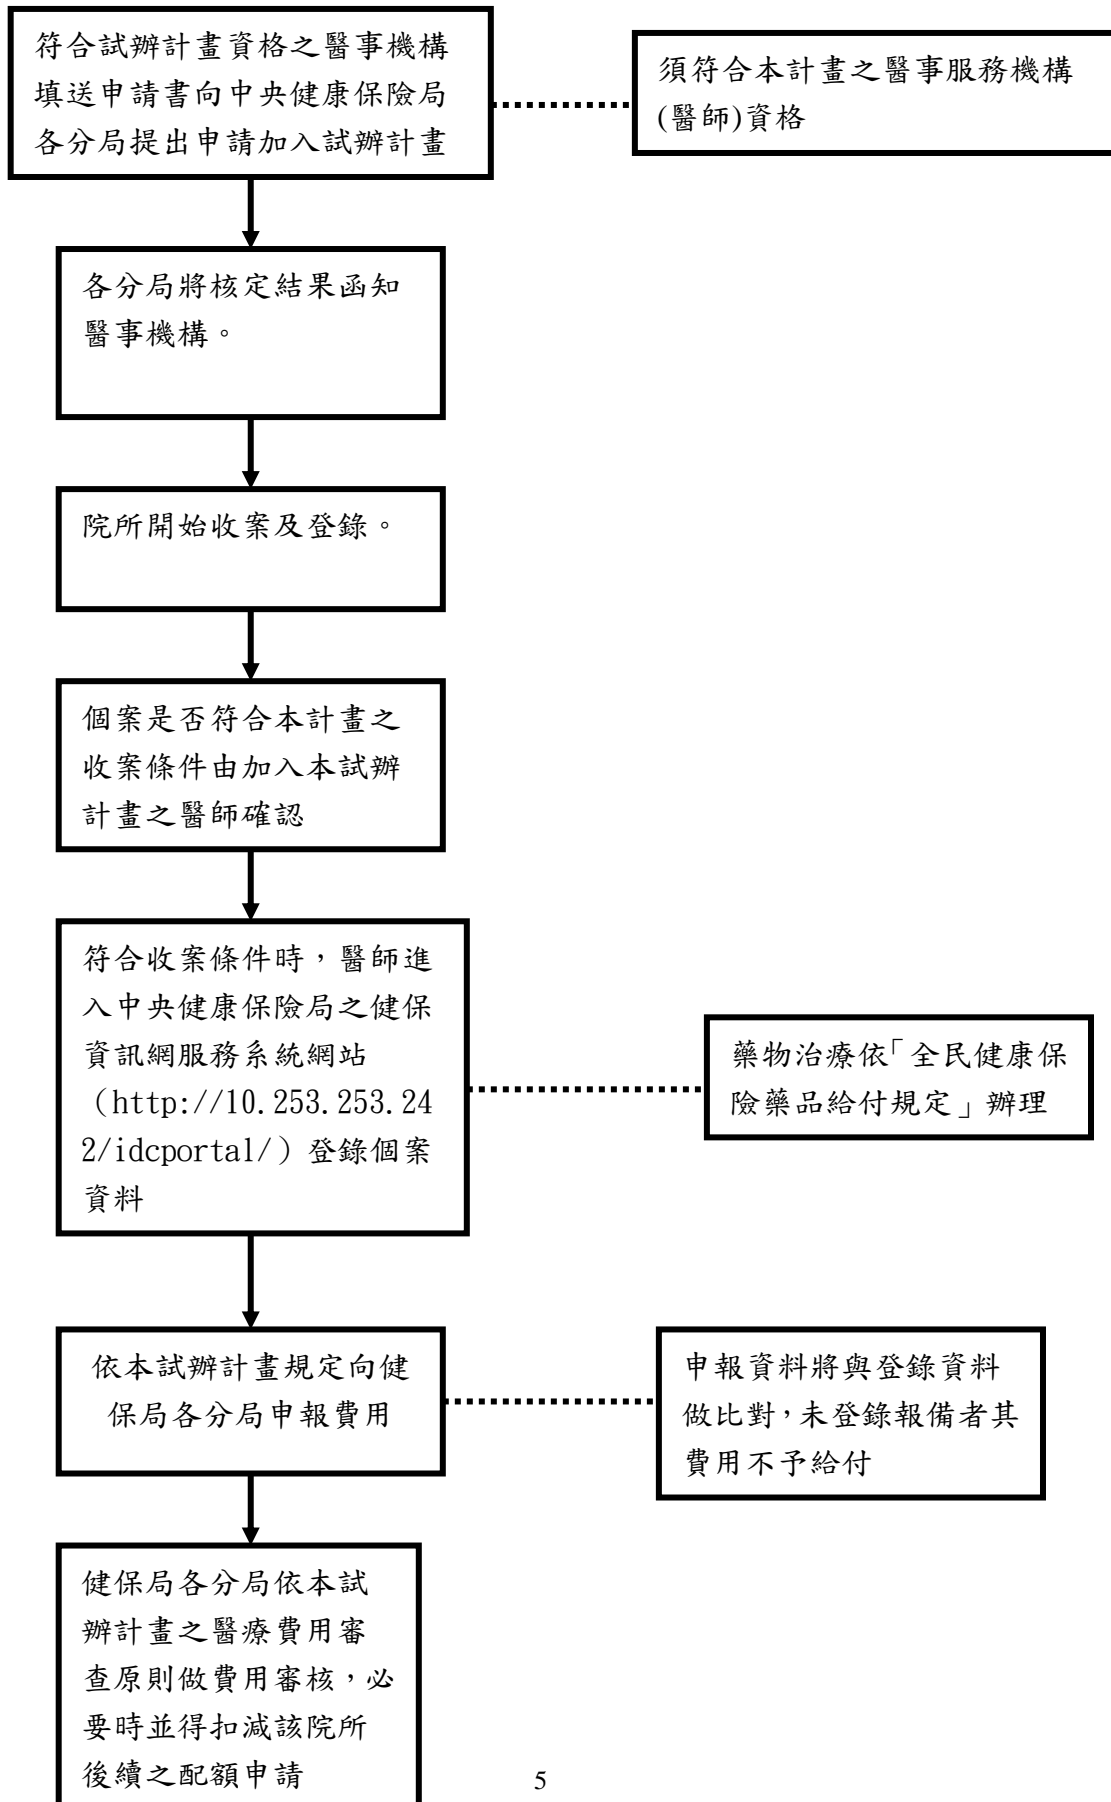 符合試辦計畫資格之醫事機構
填送申請書向中央健康保險局
各分局提出申請加入試辦計畫
須符合本計畫之醫事服務機構
(醫師)資格
各分局將核定結果函知
醫事機構。
院所開始收案及登錄。
個案是否符合本計畫之
收案條件由加入本試辦
計畫之醫師確認
符合收案條件時，醫師進
入中央健康保險局之健保
資訊網服務系統網站
（http://10.253.253.24
2/idcportal/）登錄個案
資料
藥物治療依「全民健康保
險藥品給付規定」辦理
依本試辦計畫規定向健
保局各分局申報費用
申報資料將與登錄資料
做比對，未登錄報備者其
費用不予給付
健保局各分局依本試
辦計畫之醫療費用審
查原則做費用審核，必
要時並得扣減該院所
後續之配額申請
5